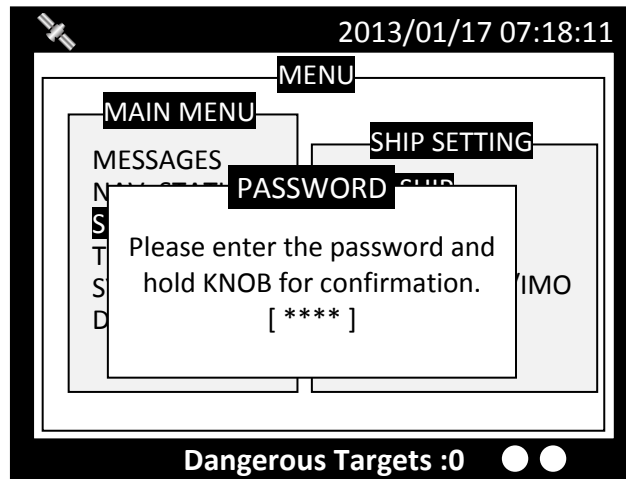 2013/01/17 07:18:11
MENU
MAIN MENU
SHIP SETTING
MESSAGES
PASSWORD
Please enter the password and
hold KNOB for confirmation.
[ **** ]
/IMO
Dangerous Targets :0